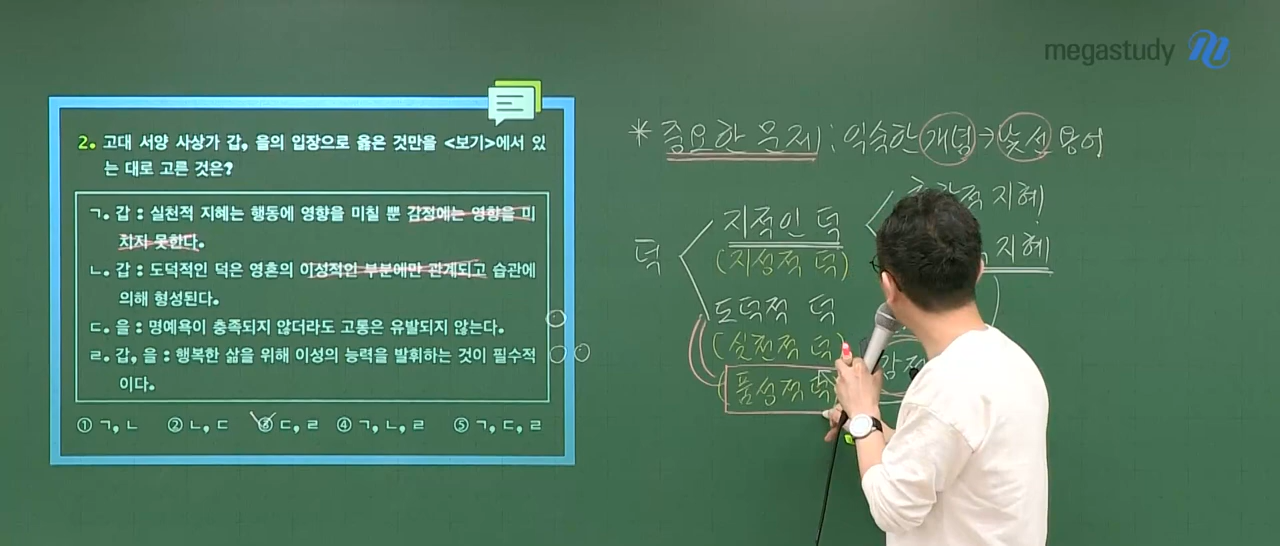 megastudy
2. 고대 서양 사상가 갑, 을의 입장으로 옳은 것만을 <보기>에서 있
는 대로 고른 것은?
ㄱ. 갑 : 실천적 지혜는 행동에 영향을 미칠 뿐 감정에는 영향을 미
치지 못한다.
ㄴ. 갑 : 도덕적인 덕은 영혼의 이성적인 부분에만 관계되고 습관에
의해 형성된다.
ㄷ. 을 : 명예욕이 충족되지 않더라도 고통은 유발되지 않는다.
ㄹ. 갑, 을 : 행복한 삶을 위해 이성의 능력을 발휘하는 것이 필수적
이다.
① ㄱ, ㄴ ② ㄴ, ㄷ ③ ㄷ, ㄹ ④ ㄱ, ㄴ, ㄹ ⑤ ㄱ, ㄷ, ㄹ
* 중요한 문제 : 익숙한 개념 → 낯선 용어
덕
지적인 덕
(지성적 덕)
지혜
지혜
도덕적 덕
(실천적 덕)
품성적 덕